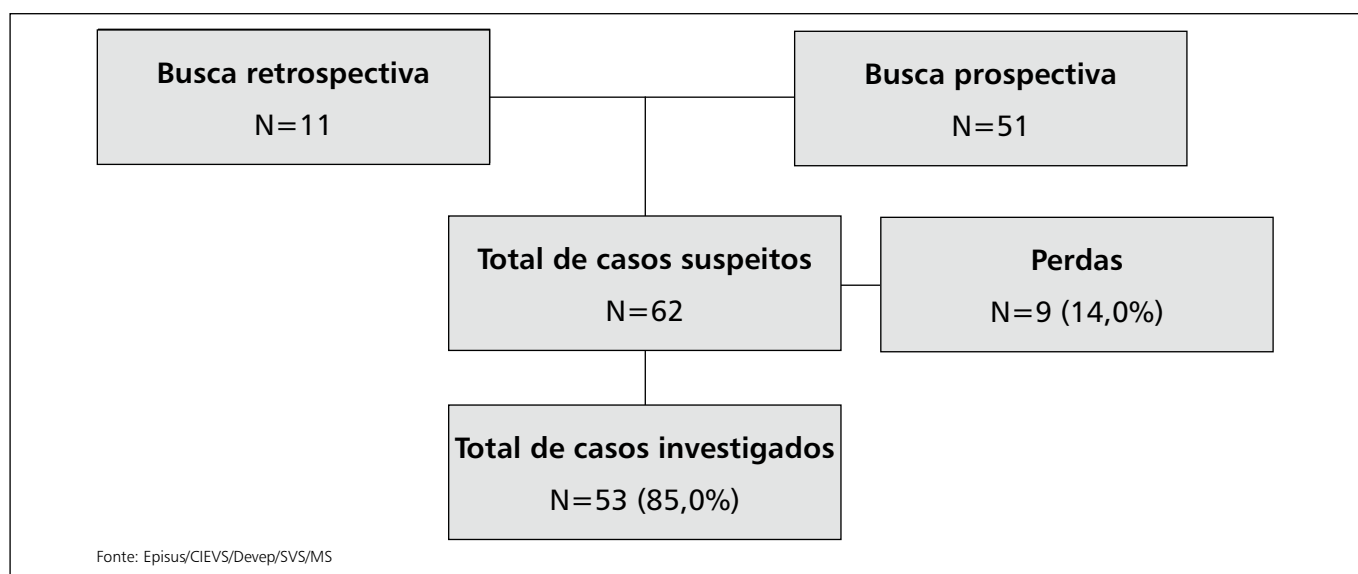 Busca retrospectiva
N=11
Busca prospectiva
N=51
Total de casos suspeitos
N=62
Perdas
N=9 (14,0%)
Total de casos investigados
N=53 (85,0%)
Fonte: Episus/CIEVS/Devep/SVS/MS